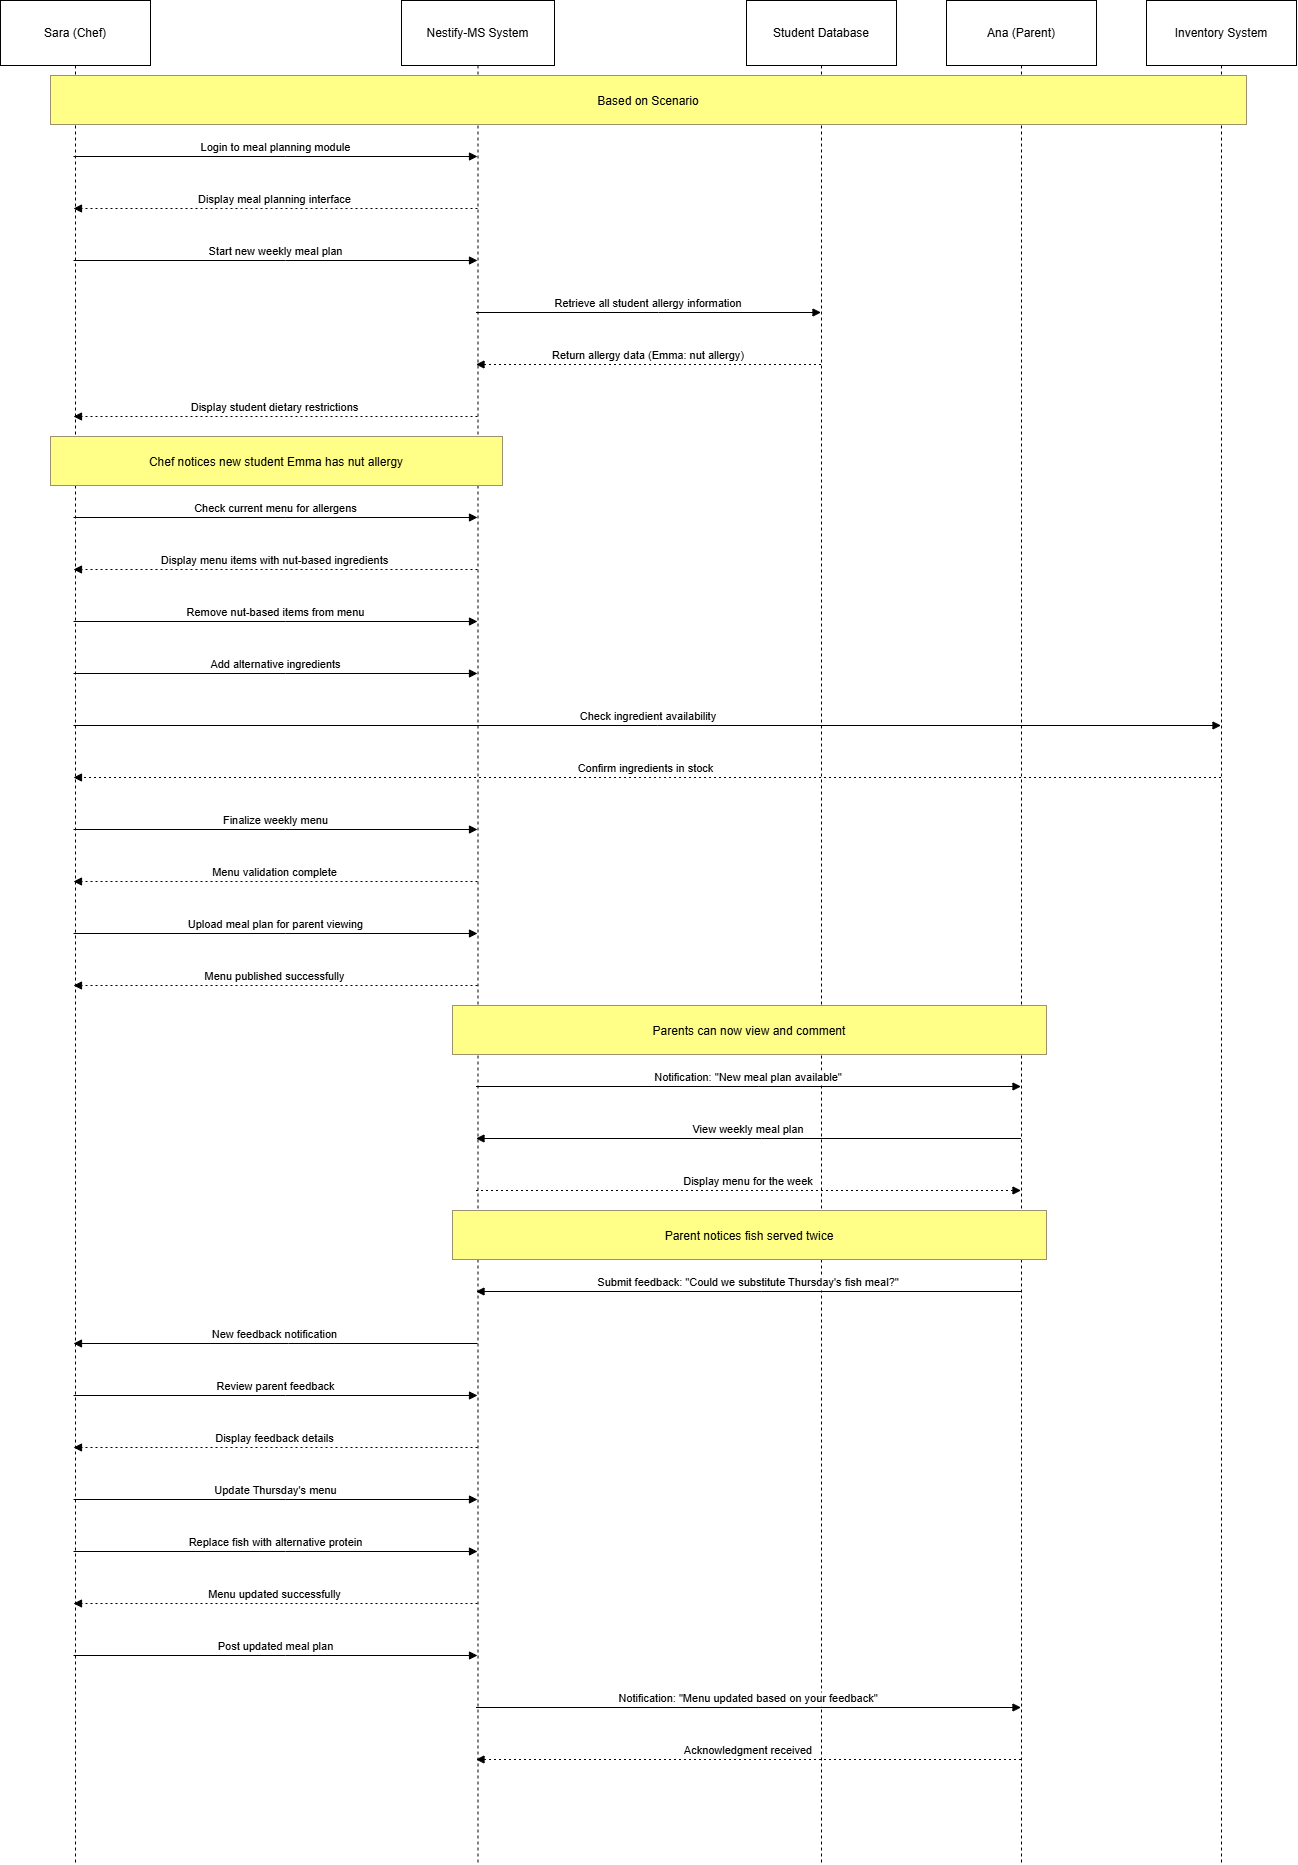 Sara (Chef)
Nestify-MS System
Student Database
Ana (Parent)
Inventory System
Based on Scenario
Login to meal planning module
Display meal planning interface
Start new weekly meal plan
Retrieve all student allergy information
Return allergy data (Emma: nut allergy)
Display student dietary restrictions
Chef notices new student Emma has nut allergy
Check current menu for allergens
Display menu items with nut-based ingredients
Remove nut-based items from menu
Add alternative ingredients
Check ingredient availability
Confirm ingredients in stock
Finalize weekly menu
Menu validation complete
Upload meal plan for parent viewing
Menu published successfully
Parents can now view and comment
Notification: "New meal plan available"
View weekly meal plan
Display menu for the week
Parent notices fish served twice
Submit feedback: "Could we substitute Thursday's fish meal?"
New feedback notification
Review parent feedback
Display feedback details
Update Thursday's menu
Replace fish with alternative protein
Menu updated successfully
Post updated meal plan
Notification: "Menu updated based on your feedback"
Acknowledgment received